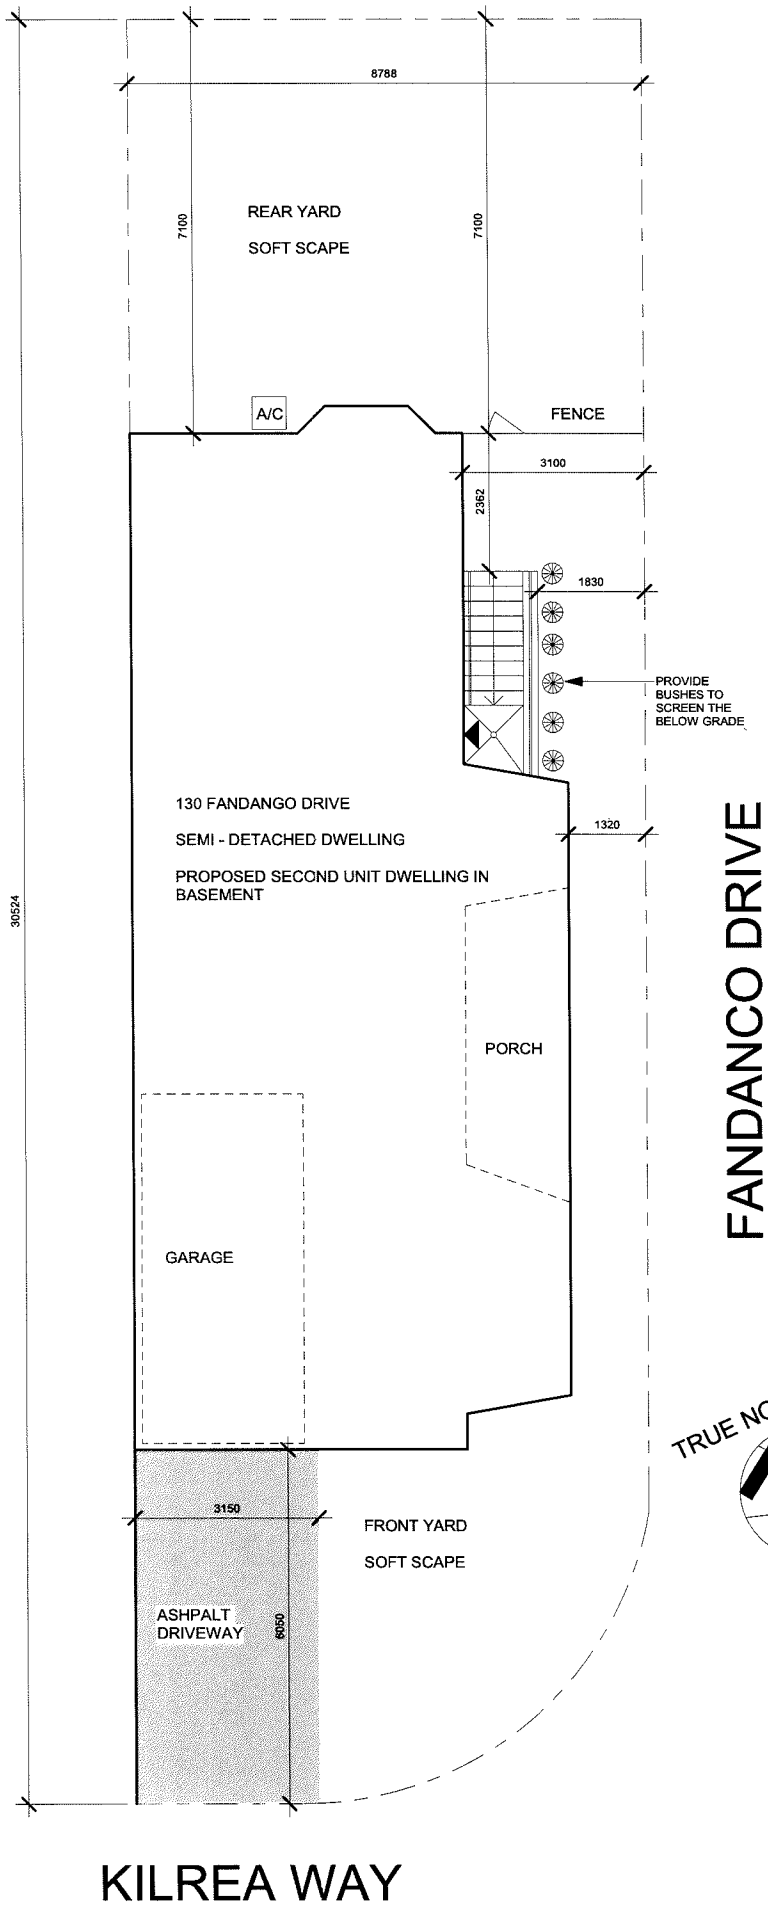 8788
7100
7100
REAR YARD
SOFT SCAPE
A/C
FENCE
3100
2362
1830
PROVIDE
BUSHES TO
SCREEN THE
BELOW GRADE
130 FANDANGO DRIVE
SEMI - DETACHED DWELLING
PROPOSED SECOND UNIT DWELLING IN
BASEMENT
1320
30524
FANDANCO DRIVE
PORCH
GARAGE
TRUE NO
3150
FRONT YARD
SOFT SCAPE
ASHPALT
DRIVEWAY
6050
KILREA WAY